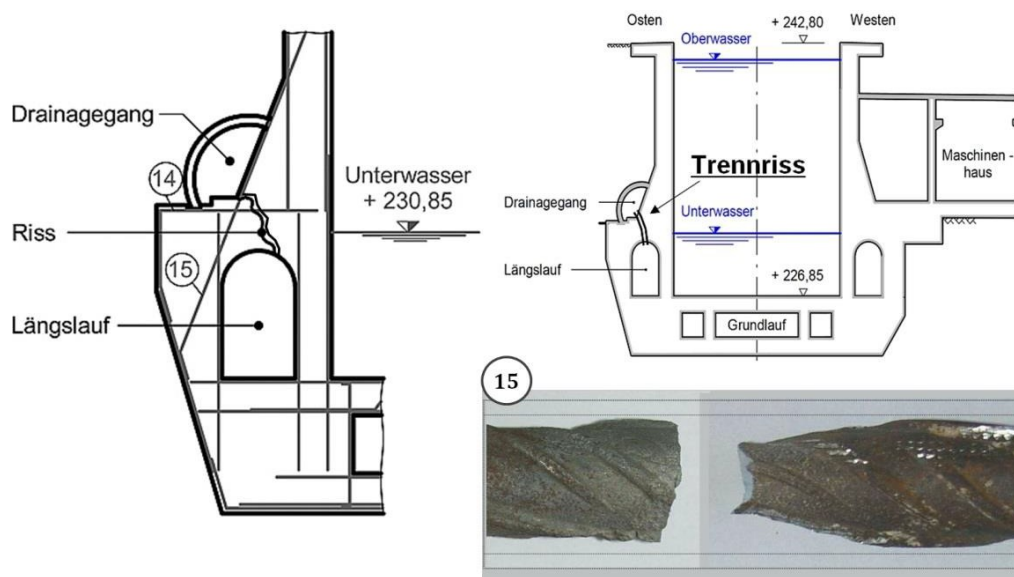 Drainagegang
14
Riss
15
Längslauf
Unterwasser
+ 230,85
Osten
+ 242,80
Westen
Oberwasser
Trennriss
Maschinen -
haus
Drainagegang
Unterwasser
Längslauf
+ 226,85
Grundlauf
15